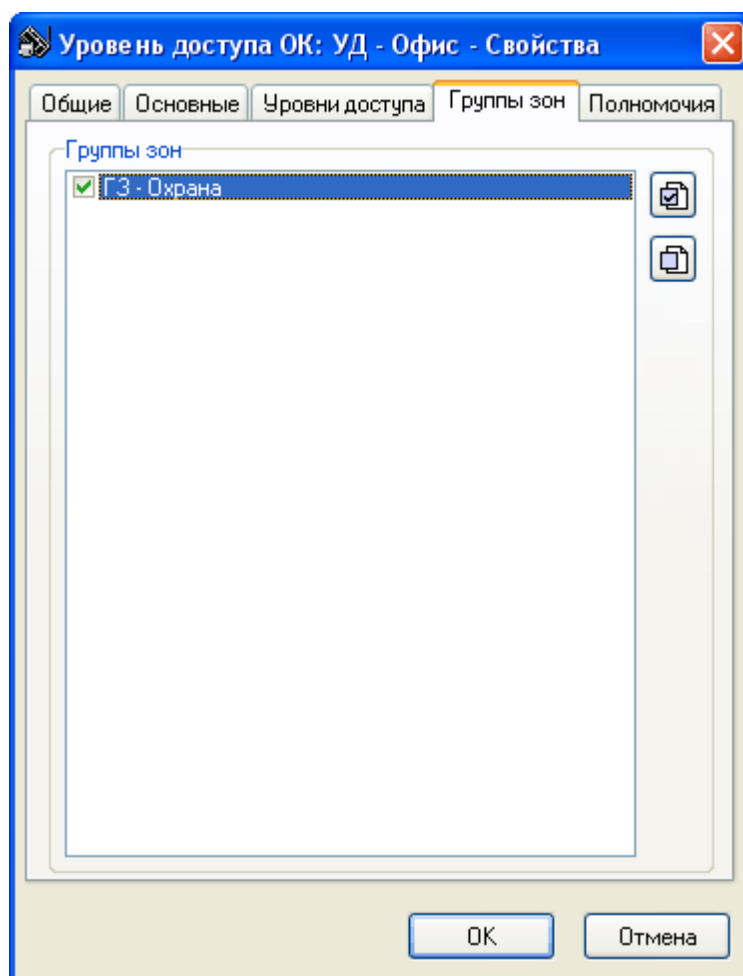 Уровень доступа ОК: УД - Офис - Свойства
Общие Основные Уровни доступа Группы зон Полномочия
Группы зон
ГЗ - Охрана
ОК Отмена